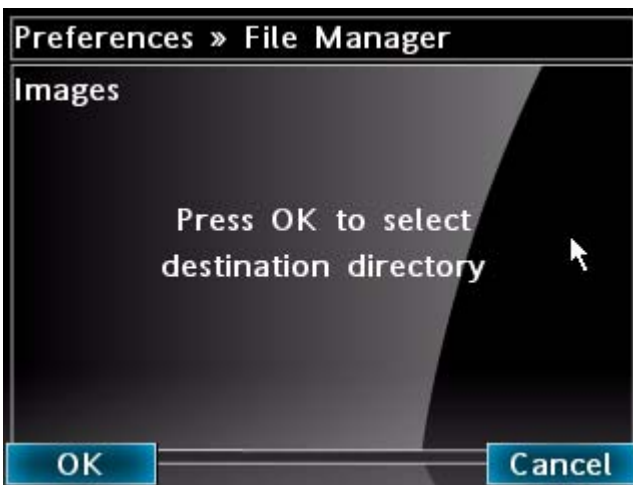 Preferences » File Manager
Images
Press OK to select
destination directory
OK
Cancel